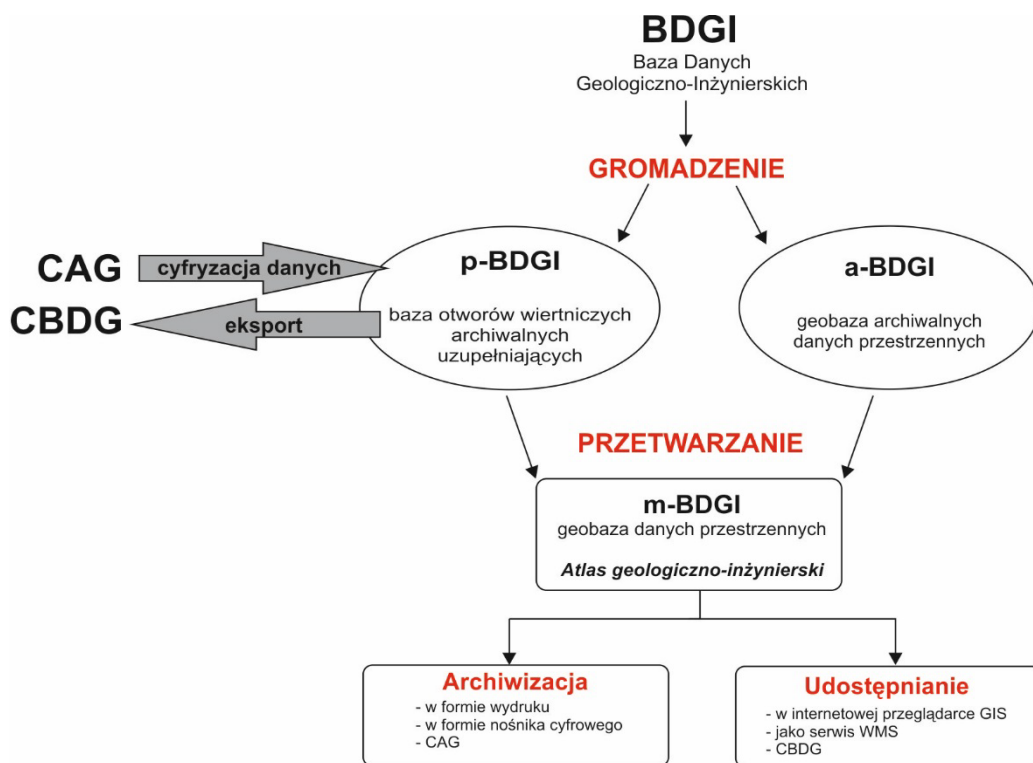 BDGI
Baza Danych
Geologiczno-Inżynierskich
GROMADZENIE
CAG
cyfryzacja danych
CBDG
eksport
p-BDGI
baza otworów wiertniczych
archiwalnych
uzupełniających
a-BDGI
geobaza archiwalnych
danych przestrzennych
PRZETWARZANIE
m-BDGI
geobaza danych przestrzennych
Atlas geologiczno-inżynierski
Archiwizacja
- w formie wydruku
- w formie nośnika cyfrowego
- CAG
Udostępnianie
- w internetowej przeglądarce GIS
- jako serwis WMS
- CBDG